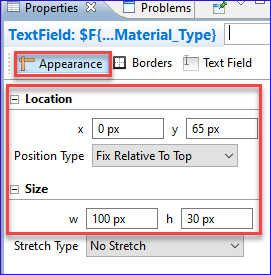 Properties Problems
TextField: $F{...Material_Type}
Appearance Borders Text Field
Location
x 0 px y 65 px
Position Type Fix Relative To Top
Size
w 100 px h 30 px
Stretch Type No Stretch